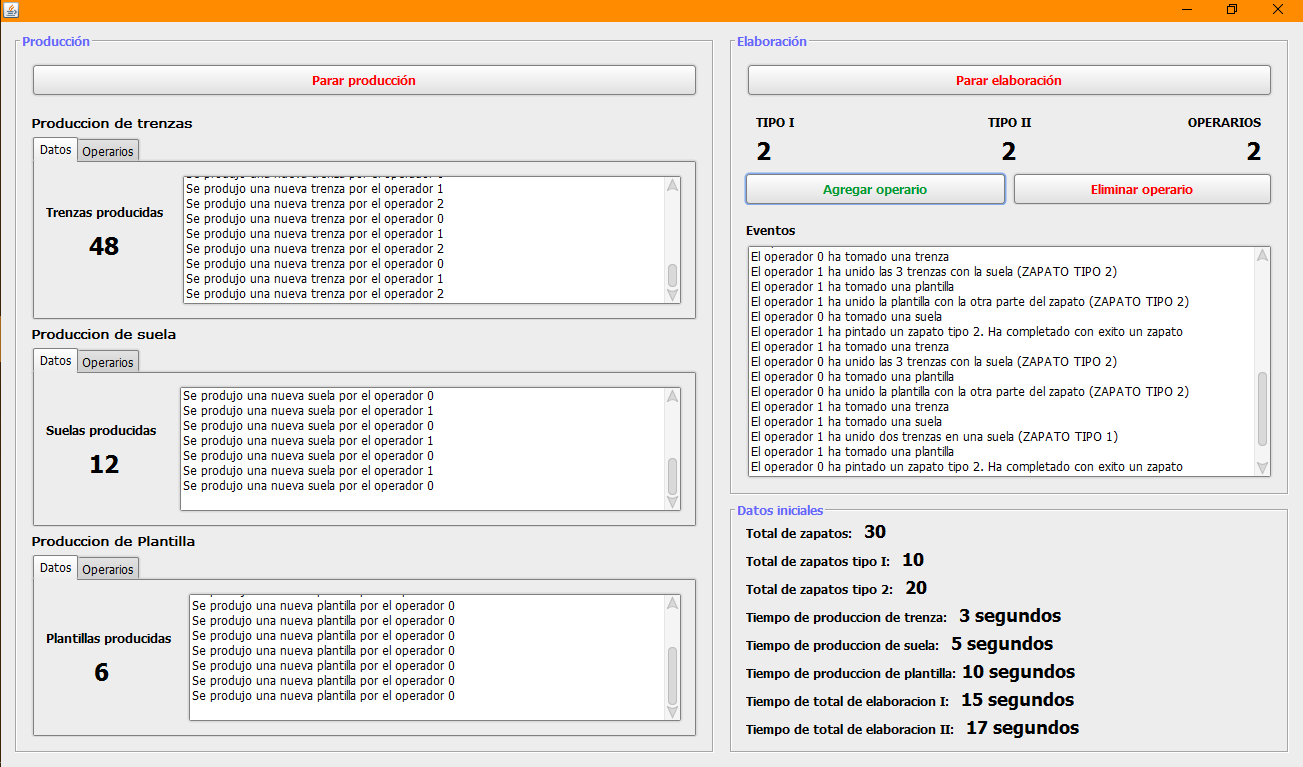 Producción
Parar producción
Produccion de trenzas
Datos
Operarios
Trenzas producidas
48
Se produjo una nueva trenza por el operador 0
Se produjo una nueva trenza por el operador 1
Se produjo una nueva trenza por el operador 2
Se produjo una nueva trenza por el operador 0
Se produjo una nueva trenza por el operador 1
Se produjo una nueva trenza por el operador 2
Se produjo una nueva trenza por el operador 0
Se produjo una nueva trenza por el operador 1
Se produjo una nueva trenza por el operador 2
Produccion de suela
Datos
Operarios
Suelas producidas
12
Se produjo una nueva suela por el operador 0
Se produjo una nueva suela por el operador 1
Se produjo una nueva suela por el operador 0
Se produjo una nueva suela por el operador 1
Se produjo una nueva suela por el operador 0
Se produjo una nueva suela por el operador 1
Se produjo una nueva suela por el operador 0
Produccion de Plantilla
Datos
Operarios
Plantillas producidas
6
Se produjo una nueva plantilla por el operador 0
Se produjo una nueva plantilla por el operador 0
Se produjo una nueva plantilla por el operador 0
Se produjo una nueva plantilla por el operador 0
Se produjo una nueva plantilla por el operador 0
Se produjo una nueva plantilla por el operador 0
Se produjo una nueva plantilla por el operador 0
Elaboración
Parar elaboración
TIPO I
TIPO II
OPERARIOS
2
2
2
Agregar operario
Eliminar operario
Eventos
El operador 0 ha tomado una trenza
El operador 1 ha unido las 3 trenzas con la suela (ZAPATO TIPO 2)
El operador 1 ha tomado una plantilla
El operador 1 ha unido la plantilla con la otra parte del zapato (ZAPATO TIPO 2)
El operador 0 ha tomado una suela
El operador 1 ha pintado un zapato tipo 2. Ha completado con exito un zapato
El operador 1 ha tomado una trenza
El operador 0 ha unido las 3 trenzas con la suela (ZAPATO TIPO 2)
El operador 0 ha tomado una plantilla
El operador 0 ha unido la plantilla con la otra parte del zapato (ZAPATO TIPO 2)
El operador 1 ha tomado una trenza
El operador 1 ha tomado una suela
El operador 1 ha unido dos trenzas en una suela (ZAPATO TIPO 1)
El operador 1 ha tomado una plantilla
El operador 0 ha pintado un zapato tipo 2. Ha completado con exito un zapato
Datos iniciales
Total de zapatos: 30
Total de zapatos tipo I: 10
Total de zapatos tipo 2: 20
Tiempo de produccion de trenza: 3 segundos
Tiempo de produccion de suela: 5 segundos
Tiempo de produccion de plantilla: 10 segundos
Tiempo de total de elaboracion I: 15 segundos
Tiempo de total de elaboracion II: 17 segundos